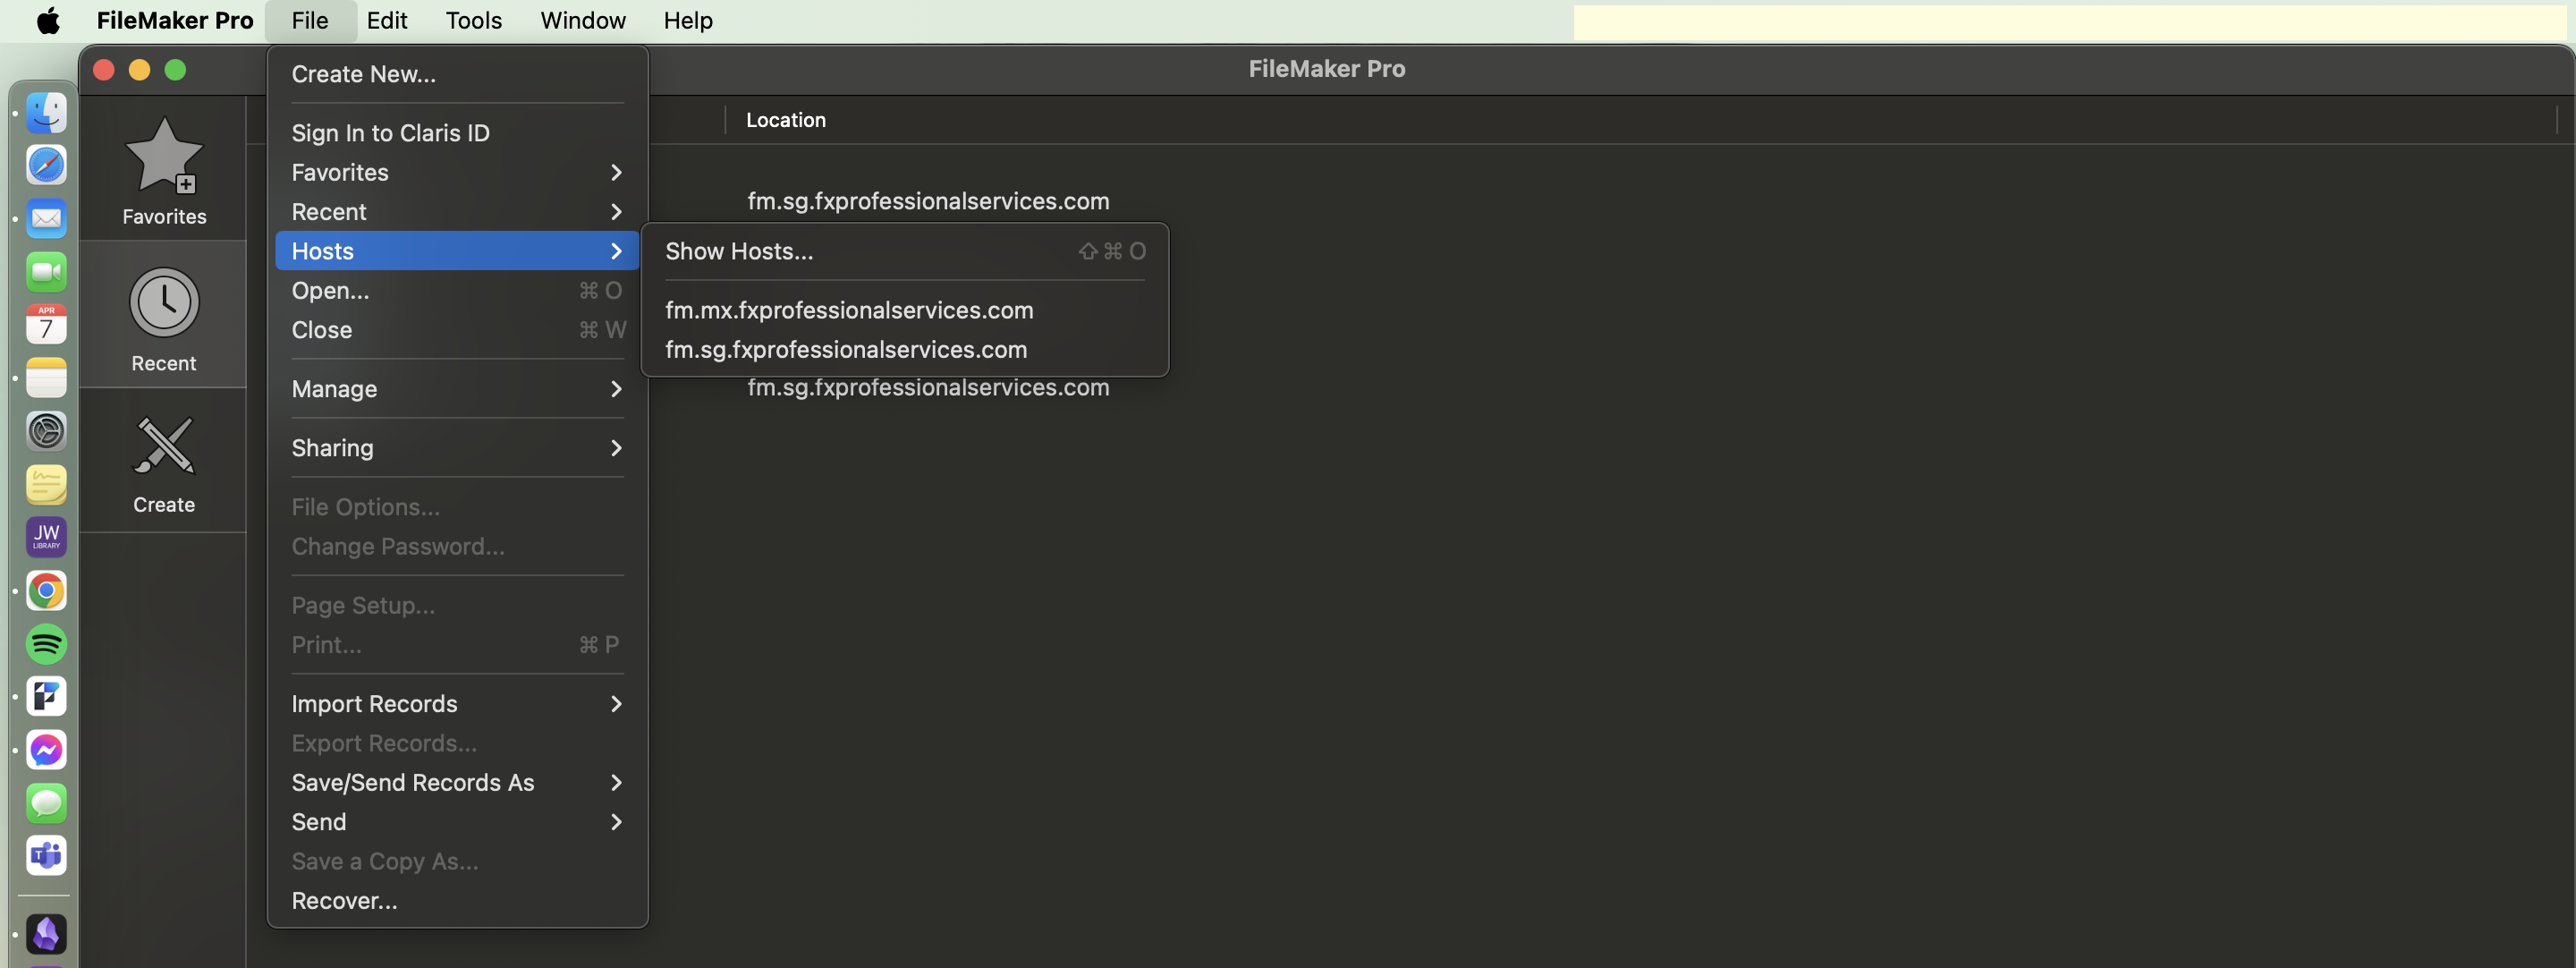 FileMaker Pro File Edit Tools Window Help
FileMaker Pro
Create New...
Location
Sign In to Claris ID
Favorites
Recent
Hosts
Open... ⌘ O
Close ⌘ W
Manage
Sharing
File Options...
Change Password...
Page Setup...
Print... ⌘ P
Import Records
Export Records...
Save/Send Records As
Send
Save a Copy As...
Recover...
Show Hosts... ⇧ ⌘ O
fm.mx.fxprofessionalservices.com
fm.sg.fxprofessionalservices.com
fm.sg.fxprofessionalservices.com
fm.sg.fxprofessionalservices.com
Favorites
Recent
Create
APR
7
JW
LIBRARY
T